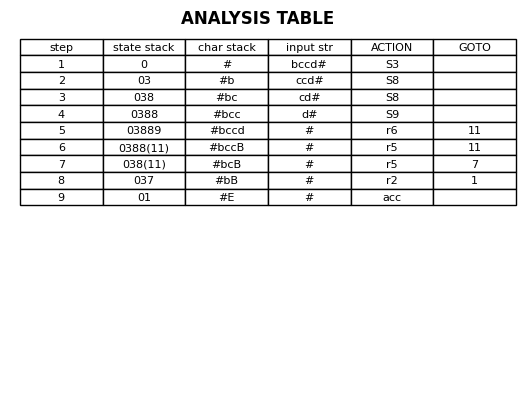 ANALYSIS TABLE
step state stack char stack input str ACTION GOTO
1 0 # bccd# S3
2 03 #b ccd# S8
3 038 #bc cd# S8
4 0388 #bcc d# S9
5 03889 #bccd # r6 11
6 0388(11) #bccB # r5 11
7 038(11) #bcB # r5 7
8 037 #bB # r2 1
9 01 #E # acc